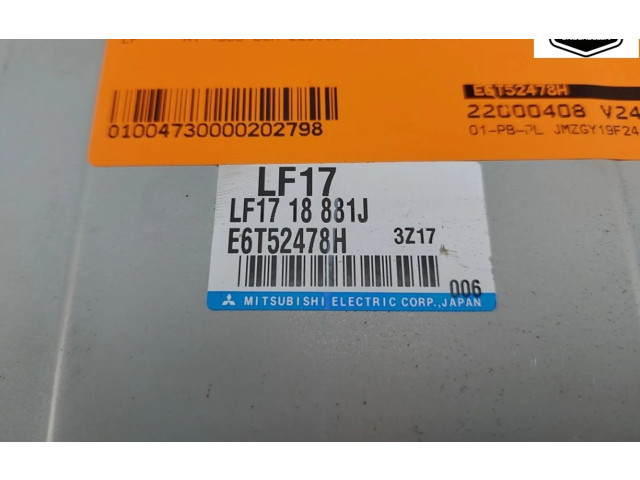 E6T52478H
22000408 V24
01-PB-PL JMZGY19F24
01004730000202798
LF17
LF17 18 881J
E6T52478H 3Z17
006
MITSUBISHI ELECTRIC CORP., JAPAN